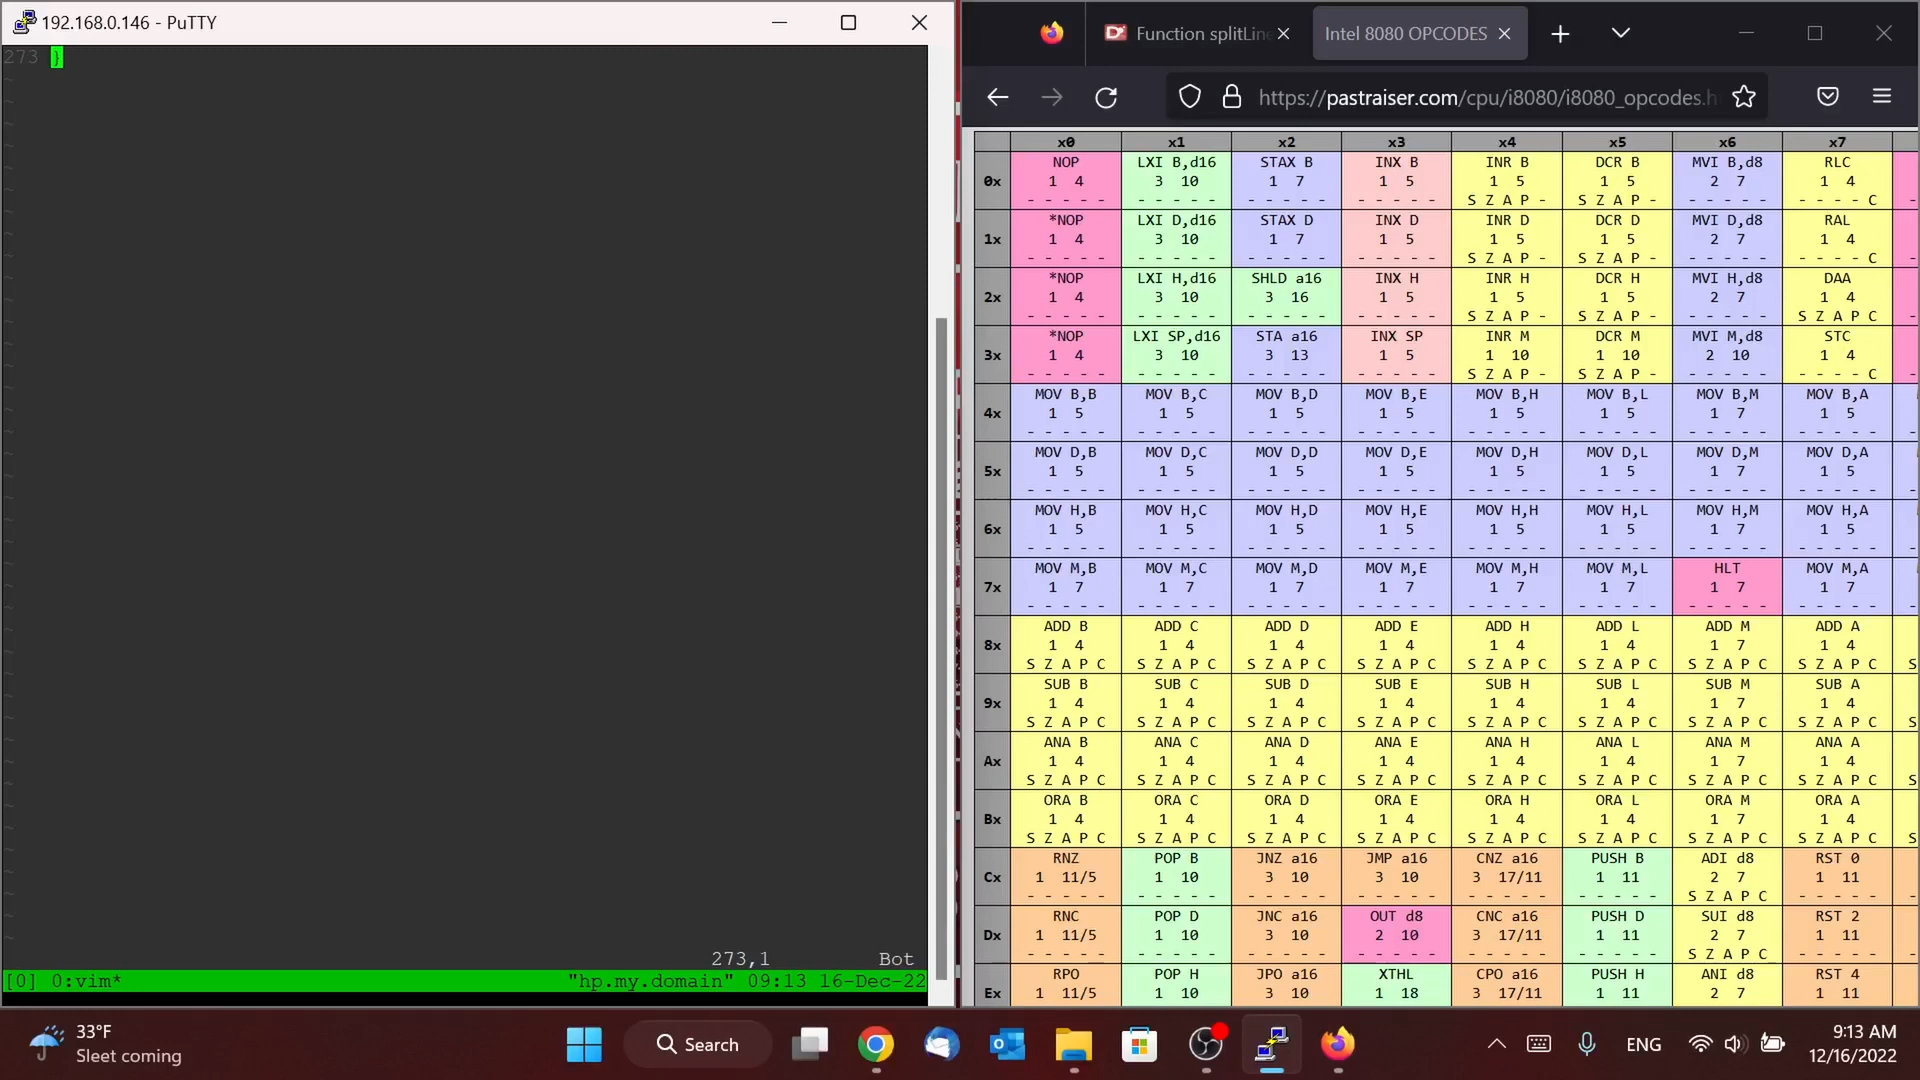 192.168.0.146 - PuTTY
273 }
273,1 Bot
[0] 0:vim* "hp.my.domain" 09:13 16-Dec-22
Function splitLine
Intel 8080 OPCODES
https://pastraiser.com/cpu/i8080/i8080_opcodes.h
x0 x1 x2 x3 x4 x5 x6 x7
0x
NOP LXI B,d16 STAX B INX B INR B DCR B MVI B,d8 RLC
1 4 3 10 1 7 1 5 1 5 1 5 2 7 1 4
- - - - - - - - - - - - - - - - - - - - S Z A P - S Z A P - - - - - - - - - - C
1x
*NOP LXI D,d16 STAX D INX D INR D DCR D MVI D,d8 RAL
1 4 3 10 1 7 1 5 1 5 1 5 2 7 1 4
- - - - - - - - - - - - - - - - - - - - S Z A P - S Z A P - - - - - - - - - - C
2x
*NOP LXI H,d16 SHLD a16 INX H INR H DCR H MVI H,d8 DAA
1 4 3 10 3 16 1 5 1 5 1 5 2 7 1 4
- - - - - - - - - - - - - - - - - - - - S Z A P - S Z A P - - - - - - S Z A P C
3x
*NOP LXI SP,d16 STA a16 INX SP INR M DCR M MVI M,d8 STC
1 4 3 10 3 13 1 5 1 10 1 10 2 10 1 4
- - - - - - - - - - - - - - - - - - - - S Z A P - S Z A P - - - - - - - - - - C
4x
MOV B,B MOV B,C MOV B,D MOV B,E MOV B,H MOV B,L MOV B,M MOV B,A
1 5 1 5 1 5 1 5 1 5 1 5 1 7 1 5
- - - - - - - - - - - - - - - - - - - - - - - - - - - - - - - - - - - - - - - -
5x
MOV D,B MOV D,C MOV D,D MOV D,E MOV D,H MOV D,L MOV D,M MOV D,A
1 5 1 5 1 5 1 5 1 5 1 5 1 7 1 5
- - - - - - - - - - - - - - - - - - - - - - - - - - - - - - - - - - - - - - - -
6x
MOV H,B MOV H,C MOV H,D MOV H,E MOV H,H MOV H,L MOV H,M MOV H,A
1 5 1 5 1 5 1 5 1 5 1 5 1 7 1 5
- - - - - - - - - - - - - - - - - - - - - - - - - - - - - - - - - - - - - - - -
7x
MOV M,B MOV M,C MOV M,D MOV M,E MOV M,H MOV M,L HLT MOV M,A
1 7 1 7 1 7 1 7 1 7 1 7 1 7 1 7
- - - - - - - - - - - - - - - - - - - - - - - - - - - - - - - - - - - - - - - -
8x
ADD B ADD C ADD D ADD E ADD H ADD L ADD M ADD A
1 4 1 4 1 4 1 4 1 4 1 4 1 7 1 4
S Z A P C S Z A P C S Z A P C S Z A P C S Z A P C S Z A P C S Z A P C S Z A P C S
9x
SUB B SUB C SUB D SUB E SUB H SUB L SUB M SUB A
1 4 1 4 1 4 1 4 1 4 1 4 1 7 1 4
S Z A P C S Z A P C S Z A P C S Z A P C S Z A P C S Z A P C S Z A P C S Z A P C S
Ax
ANA B ANA C ANA D ANA E ANA H ANA L ANA M ANA A
1 4 1 4 1 4 1 4 1 4 1 4 1 7 1 4
S Z A P C S Z A P C S Z A P C S Z A P C S Z A P C S Z A P C S Z A P C S Z A P C S
Bx
ORA B ORA C ORA D ORA E ORA H ORA L ORA M ORA A
1 4 1 4 1 4 1 4 1 4 1 4 1 7 1 4
S Z A P C S Z A P C S Z A P C S Z A P C S Z A P C S Z A P C S Z A P C S Z A P C S
Cx
RNZ POP B JNZ a16 JMP a16 CNZ a16 PUSH B ADI d8 RST 0
1 11/5 1 10 3 10 3 10 3 17/11 1 11 2 7 1 11
- - - - - - - - - - - - - - - - - - - - - - - - - - - - - - S Z A P C - - - - -
Dx
RNC POP D JNC a16 OUT d8 CNC a16 PUSH D SUI d8 RST 2
1 11/5 1 10 3 10 2 10 3 17/11 1 11 2 7 1 11
- - - - - - - - - - - - - - - - - - - - - - - - - - - - - - S Z A P C - - - - -
Ex
RPO POP H JPO a16 XTHL CPO a16 PUSH H ANI d8 RST 4
1 11/5 1 10 3 10 1 18 3 17/11 1 11 2 7 1 11
33°F
Sleet coming
Search
ENG
9:13 AM
12/16/2022